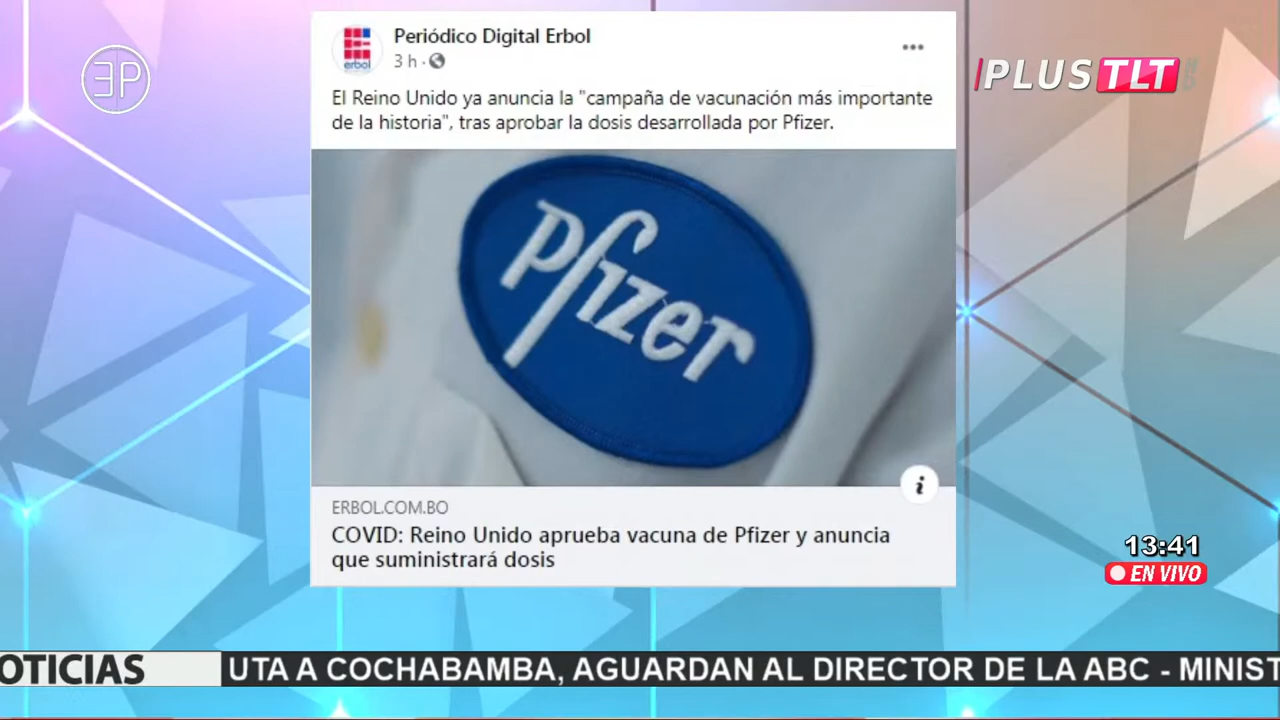 Periódico Digital Erbol
erbol
3 h ·
El Reino Unido ya anuncia la "campaña de vacunación más importante
de la historia", tras aprobar la dosis desarrollada por Pfizer.
PLUS TLT
Pfizer
ERBOL.COM.BO
COVID: Reino Unido aprueba vacuna de Pfizer y anuncia
que suministrará dosis
13:41
EN VIVO
OTICIAS
UTA A COCHABAMBA, AGUARDAN AL DIRECTOR DE LA ABC - MINIST